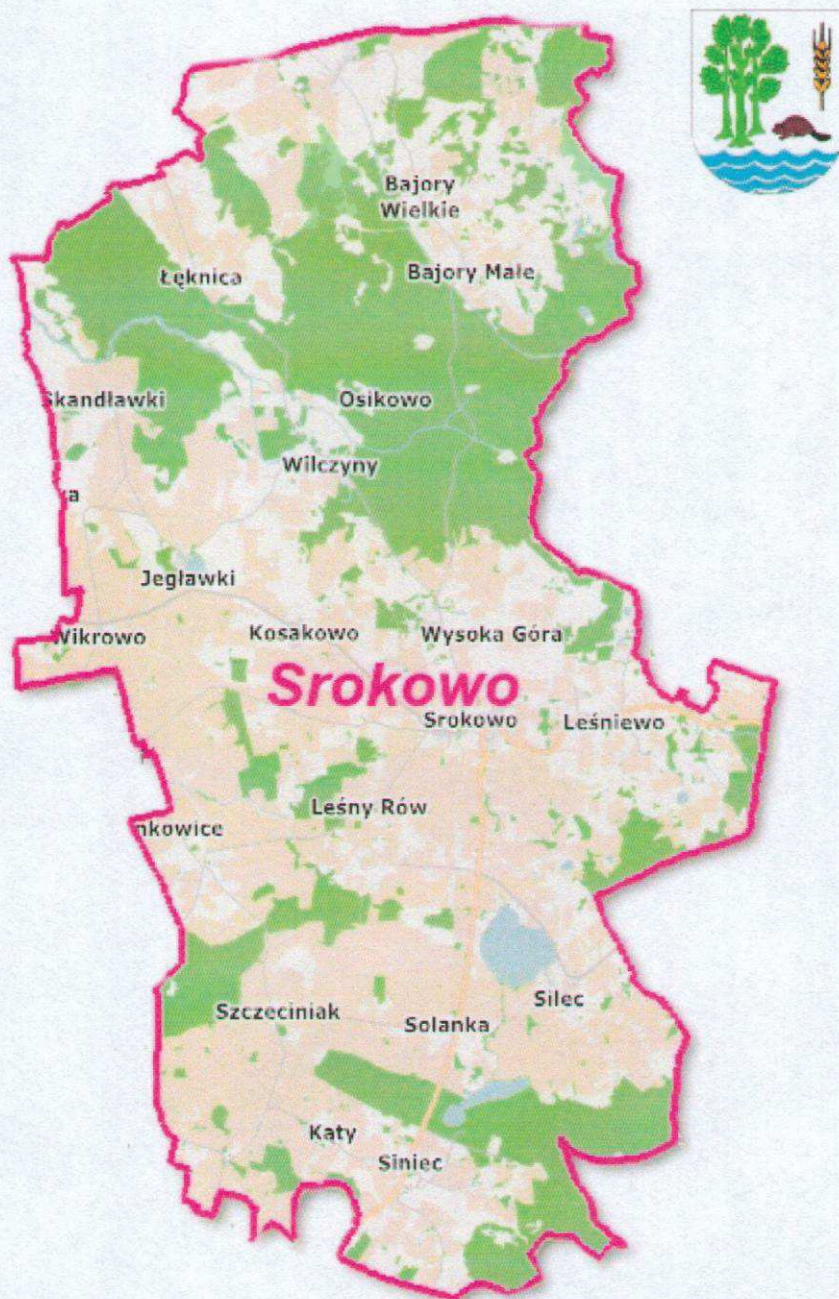 Bajory
Wielkie
Łęknica
Bajory Małe
Skandławki
Osikowo
Wilczyny
a
Jegławki
Wikrowo
Kosakowo
Wysoka Góra
Srokowo
Srokowo
Leśniewo
Leśny Rów
nkowice
Szczeciniak
Solanka
Silec
Kąty
Siniec